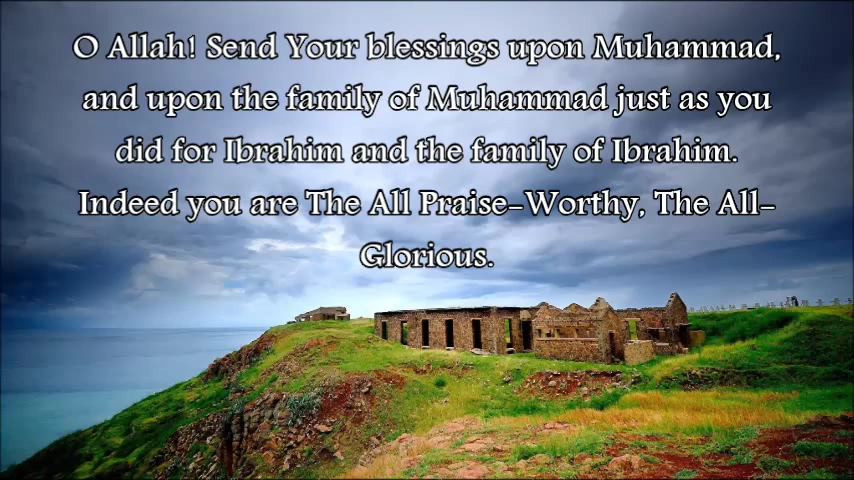 O Allah! Send Your blessings upon Muhammad,
and upon the family of Muhammad just as you
did for Ibrahim and the family of Ibrahim.
Indeed you are The All Praise-Worthy, The All-
Glorious.